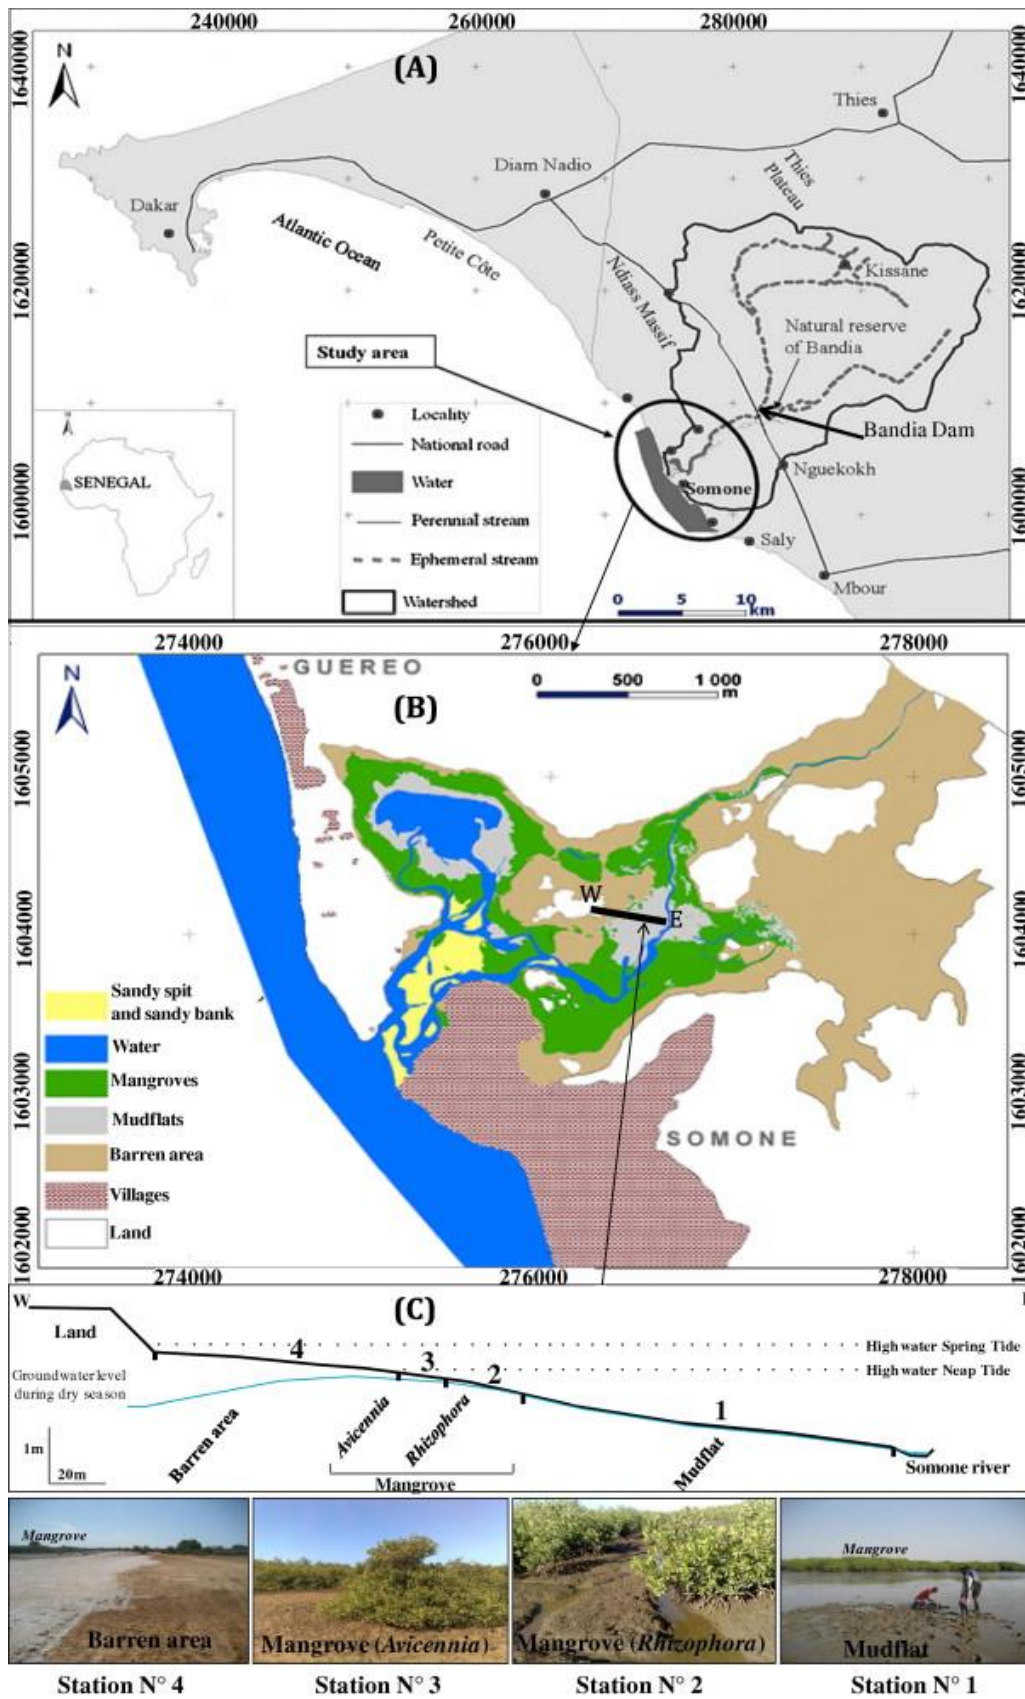 240000 260000 280000
1640000
1640000
N
(A)
Thies
Diam Nadio
Thies
Plateau
Dakar
Atlantic Ocean
Petite Côte
Kissane
1620000
1620000
Ndiass Massif
Natural reserve
of Bandia
Study area
Locality
Bandia Dam
National road
Nguekokh
SENEGAL
Water
Somone
1600000
1600000
Perennial stream
Saly
Ephemeral stream
Mbour
Watershed
0 5 10
km
274000 276000 278000
GUEREO
N
0 500 1 000
m
(B)
1605000
1605000
W
E
1604000
1604000
Sandy spit
and sandy bank
Water
Mangroves
1603000
1603000
Mudflats
SOMONE
Barren area
Villages
Land
1602000
1602000
274000 276000 278000
W
(C)
Land
High water Spring Tide
4
3
High water Neap Tide
2
Groundwater level
during dry season
1
Barren area
Avicennia
Rhizophora
Mudflat
1m
20m
Mangrove
Somone river
Mangrove
Barren area
Mangrove (Avicennia)
Mangrove (Rhizophora)
Mangrove
Mudflat
Station N° 4 Station N° 3 Station N° 2 Station N° 1